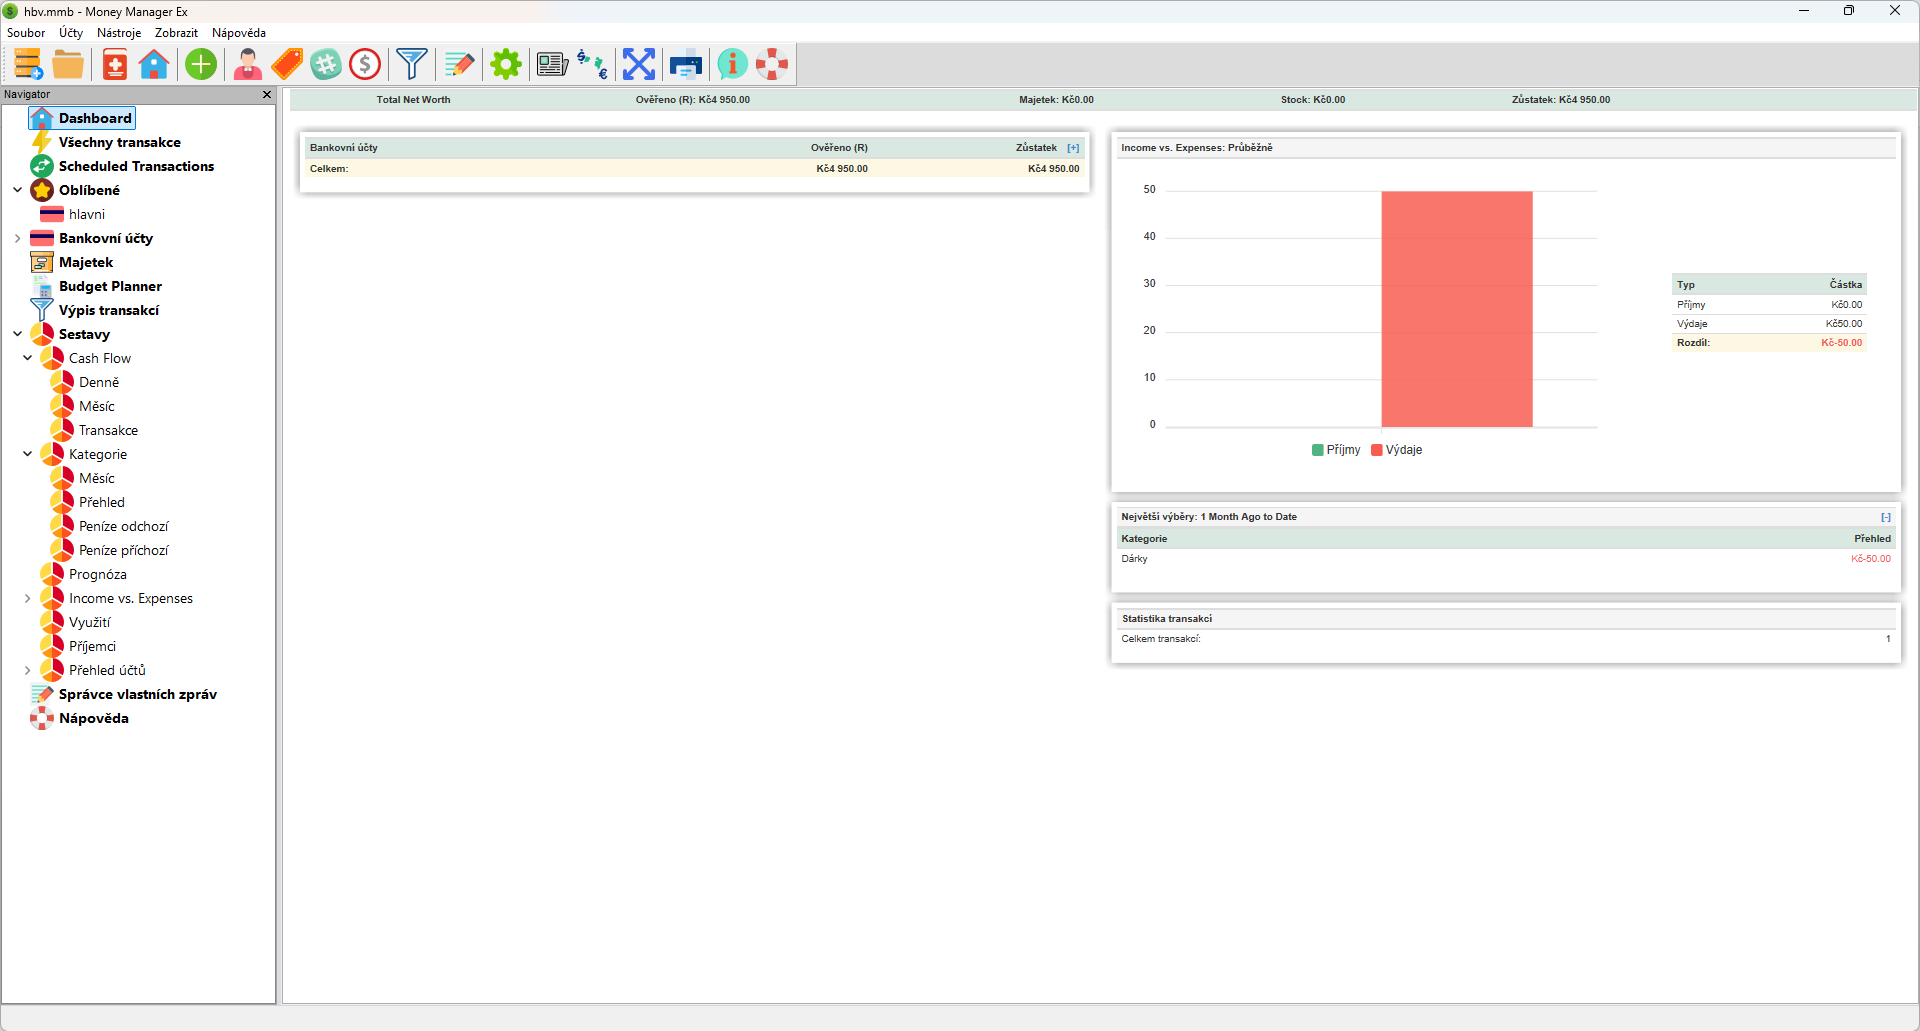 hbv.mmb - Money Manager Ex
Soubor Účty Nástroje Zobrazit Nápověda
Navigator
Dashboard
Všechny transakce
Scheduled Transactions
Oblíbené
hlavni
Bankovní účty
Majetek
Budget Planner
Výpis transakcí
Sestavy
Cash Flow
Denně
Měsíc
Transakce
Kategorie
Měsíc
Přehled
Peníze odchozí
Peníze příchozí
Prognóza
Income vs. Expenses
Využití
Příjemci
Přehled účtů
Správce vlastních zpráv
Nápověda
Total Net Worth Ověřeno (R): Kč4 950.00 Majetek: Kč0.00 Stock: Kč0.00 Zůstatek: Kč4 950.00
Bankovní účty Ověřeno (R) Zůstatek [+]
Celkem: Kč4 950.00 Kč4 950.00
Income vs. Expenses: Průběžně
50
40
30
20
10
0
Příjmy Výdaje
Typ Částka
Příjmy Kč0.00
Výdaje Kč50.00
Rozdíl: Kč-50.00
Největší výběry: 1 Month Ago to Date [-]
Kategorie Přehled
Dárky Kč-50.00
Statistika transakcí
Celkem transakcí: 1